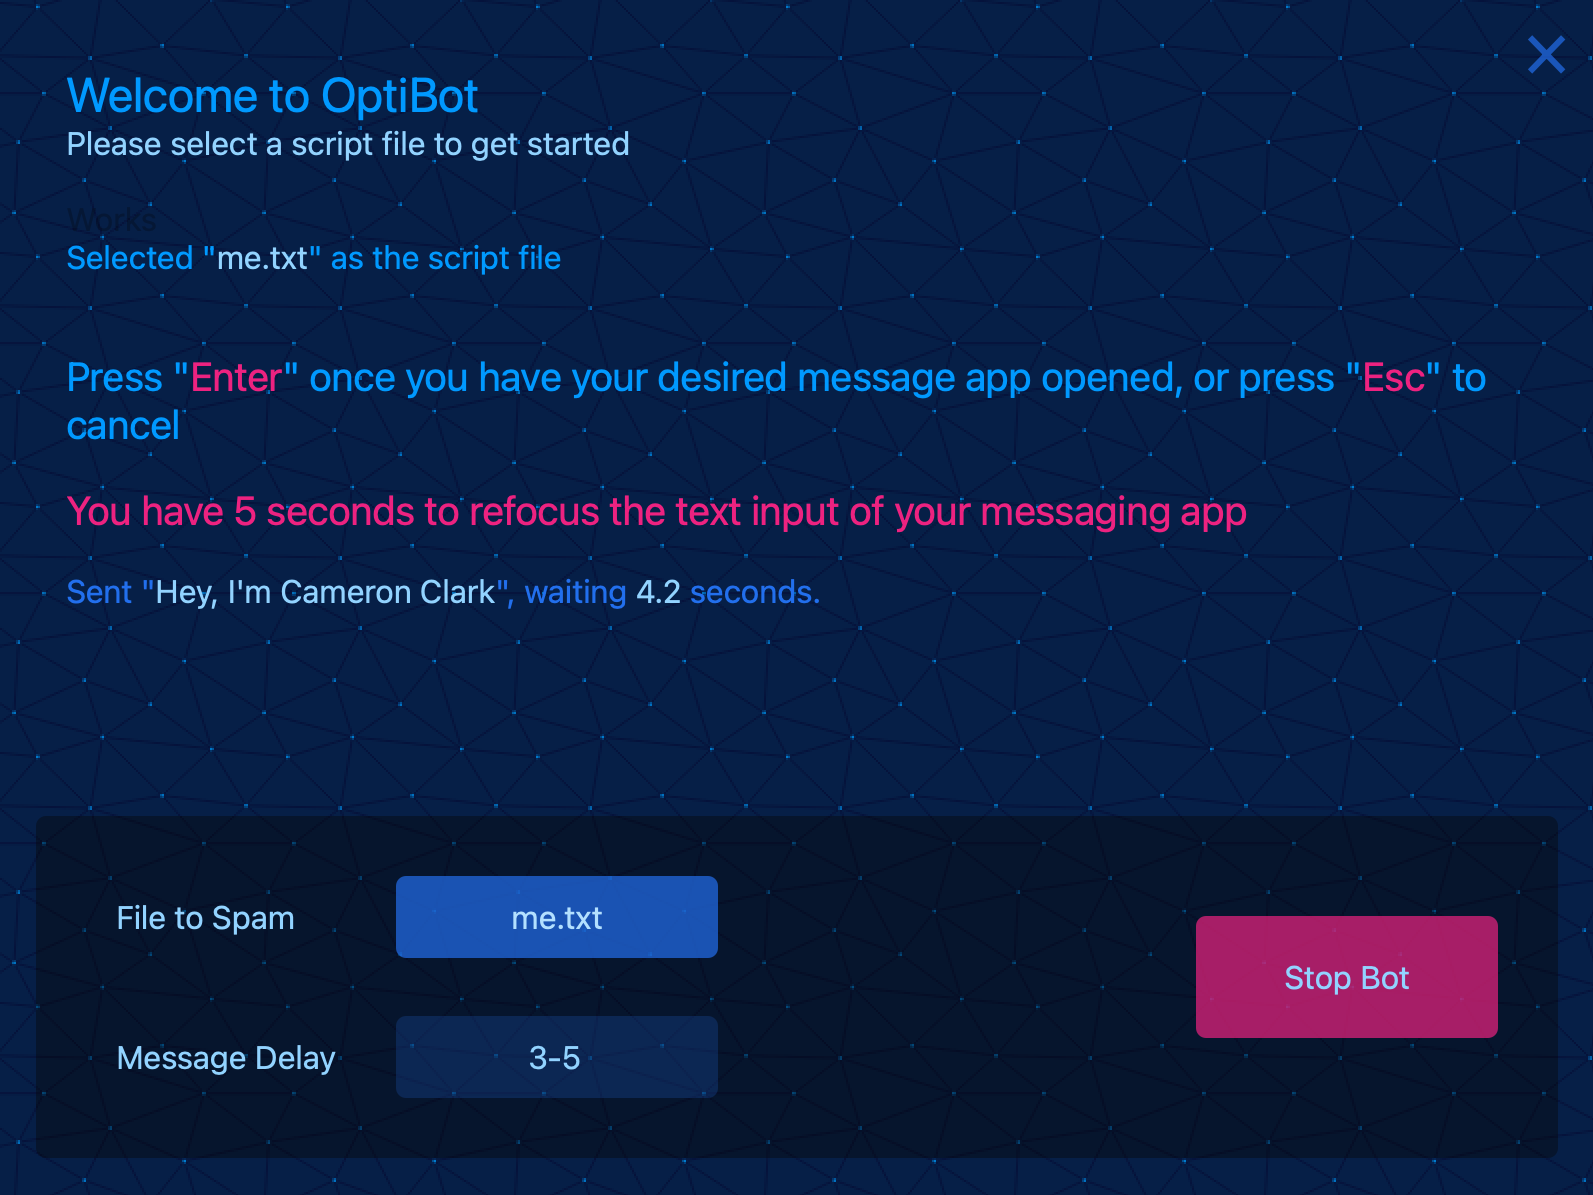 Welcome to OptiBot
Please select a script file to get started
Works
Selected "me.txt" as the script file
Press "Enter" once you have your desired message app opened, or press "Esc" to
cancel
You have 5 seconds to refocus the text input of your messaging app
Sent "Hey, I'm Cameron Clark", waiting 4.2 seconds.
File to Spam
me.txt
Stop Bot
Message Delay
3-5